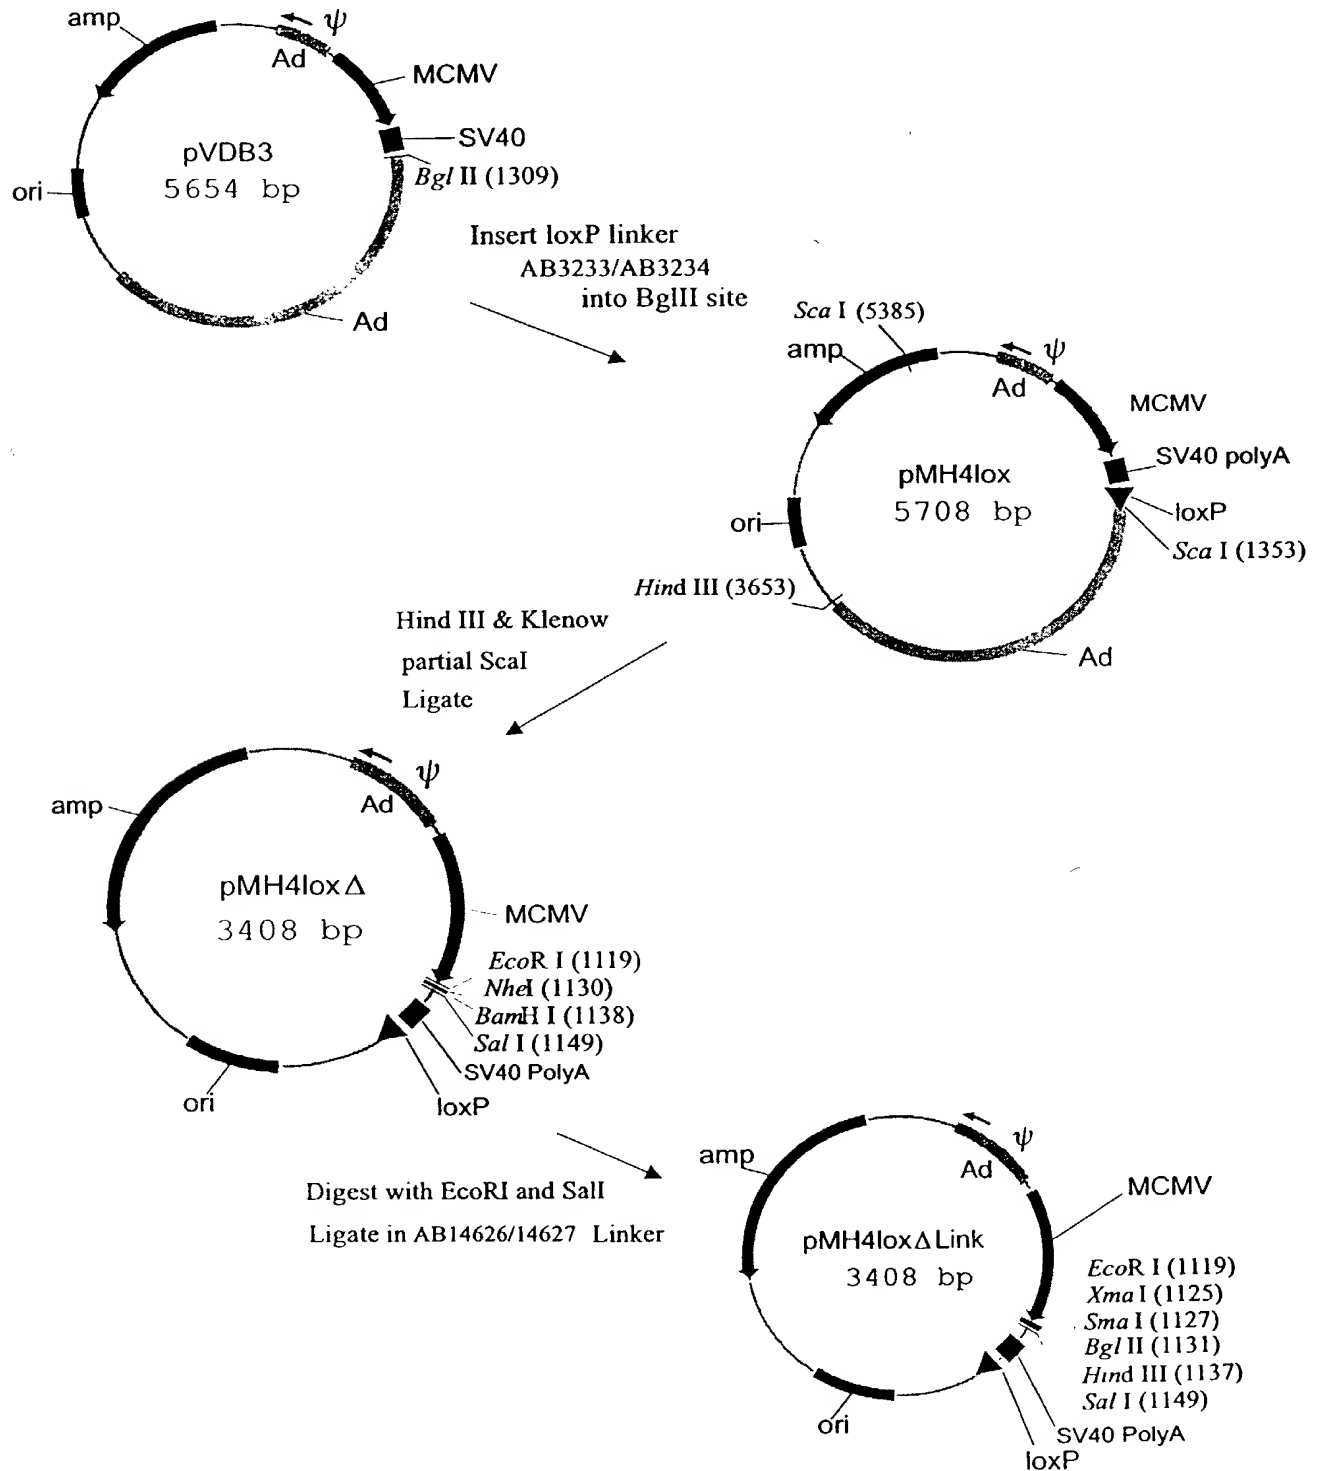 amp
ψ
Ad
MCMV
SV40
pVDB3
5654 bp
Bgl II (1309)
ori
Ad
Insert loxP linker
AB3233/AB3234
into BglII site
Sca I (5385)
amp
ψ
Ad
MCMV
SV40 polyA
pMH4lox
5708 bp
loxP
ori
Sca I (1353)
Hind III (3653)
Ad
Hind III & Klenow
partial ScaI
Ligate
ψ
amp
Ad
pMH4lox Δ
3408 bp
MCMV
EcoR I (1119)
NheI (1130)
BamH I (1138)
Sal I (1149)
SV40 PolyA
loxP
ori
Digest with EcoRI and SalI
Ligate in AB14626/14627 Linker
ψ
amp
Ad
MCMV
pMH4lox Δ Link
3408 bp
EcoR I (1119)
Xma I (1125)
Sma I (1127)
Bgl II (1131)
Hind III (1137)
Sal I (1149)
ori
SV40 PolyA
loxP